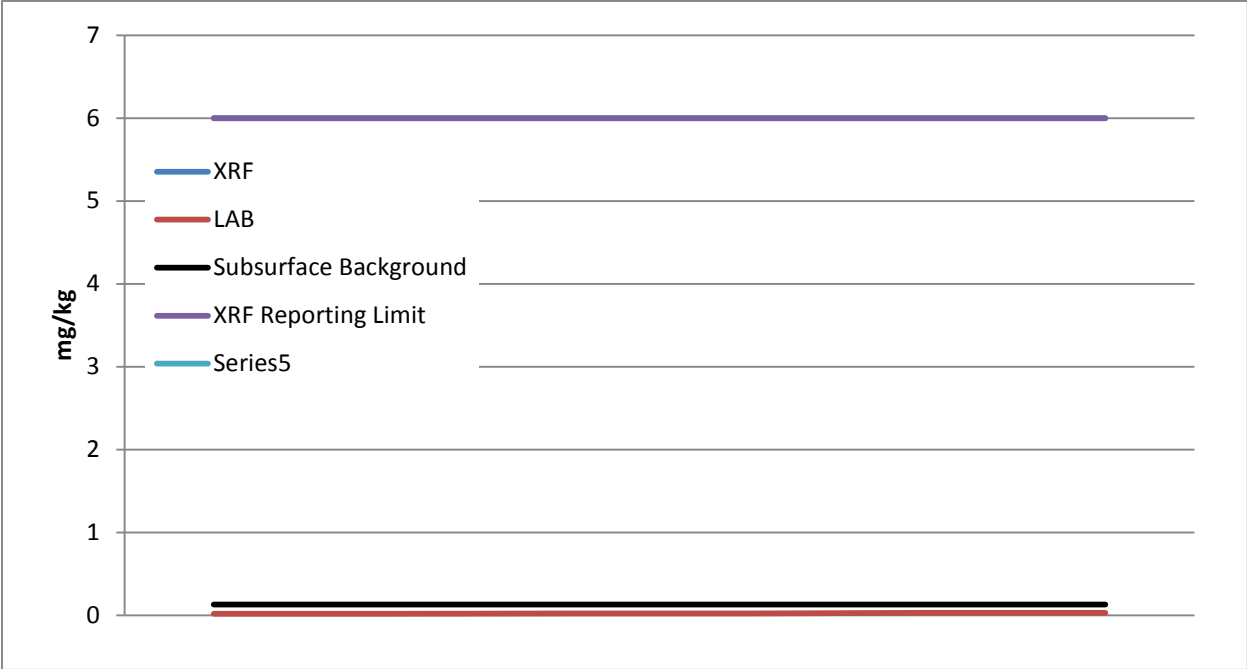 7
6
XRF
5
LAB
Subsurface Background
4
mg/kg
XRF Reporting Limit
3
Series5
2
1
0